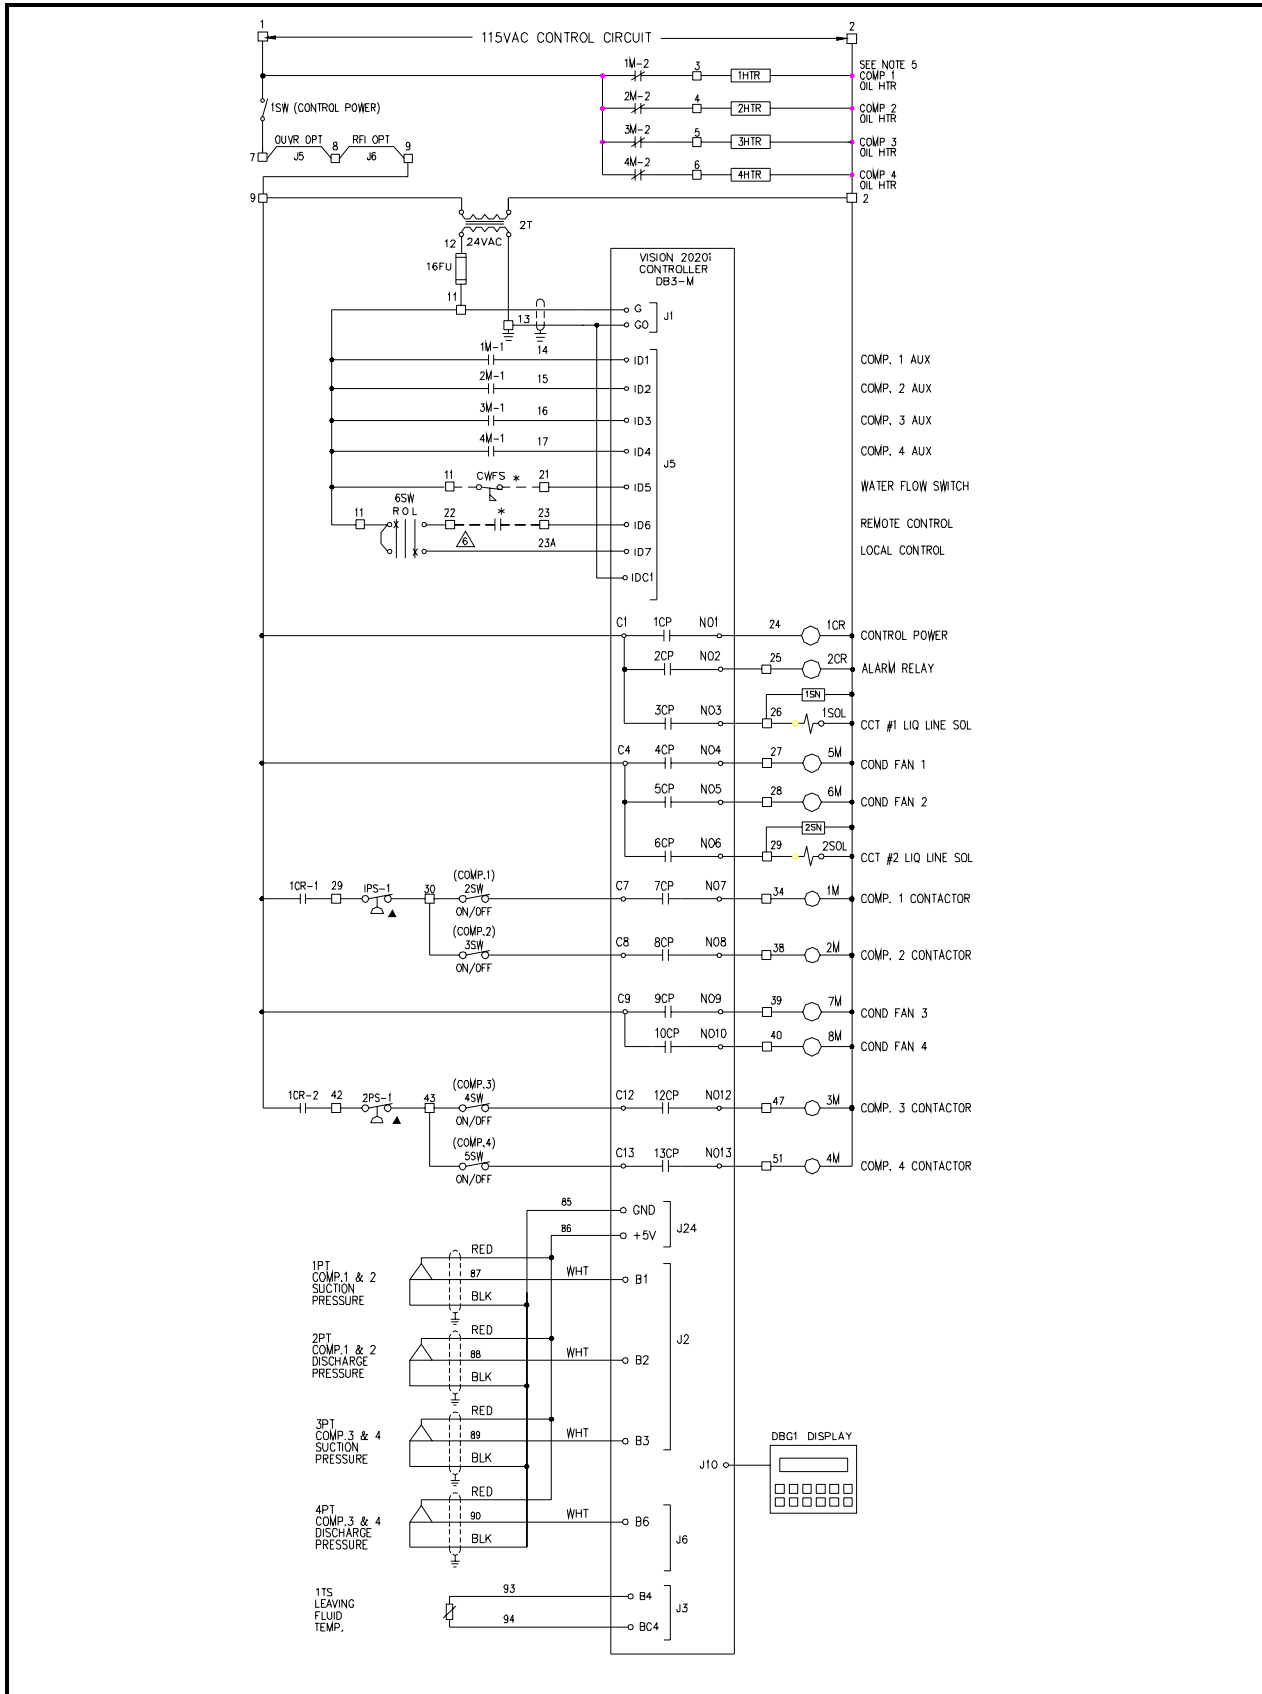 1
2
115VAC CONTROL CIRCUIT
1M-2
3
1HTR
SEE NOTE 5
COMP 1
OIL HTR
2M-2
4
2HTR
COMP 2
OIL HTR
1SW (CONTROL POWER)
3M-2
5
3HTR
COMP 3
OIL HTR
7
OUVR OPT
J5
8
RFI OPT
J6
9
4M-2
6
4HTR
COMP 4
OIL HTR
9
2
2T
12
24VAC
16FU
VISION 2020i
CONTROLLER
DB3-M
11
G
13
GO
J1
1M-1
14
ID1
COMP. 1 AUX
2M-1
15
ID2
COMP. 2 AUX
3M-1
16
ID3
COMP. 3 AUX
4M-1
17
ID4
COMP. 4 AUX
J5
11
CWFS *
21
ID5
WATER FLOW SWITCH
6SW
R O L
11
22
*
23
ID6
REMOTE CONTROL
6
23A
ID7
LOCAL CONTROL
IDC1
C1
1CP
NO1
24
1CR
CONTROL POWER
2CP
NO2
25
2CR
ALARM RELAY
1SN
3CP
NO3
26
1SOL
CCT #1 LIQ LINE SOL
C4
4CP
NO4
27
5M
COND FAN 1
5CP
NO5
28
6M
COND FAN 2
2SN
6CP
NO6
29
2SOL
CCT #2 LIQ LINE SOL
1CR-1
29
1PS-1
30
(COMP.1)
2SW
ON/OFF
C7
7CP
NO7
34
1M
COMP. 1 CONTACTOR
(COMP.2)
3SW
ON/OFF
C8
8CP
NO8
38
2M
COMP. 2 CONTACTOR
C9
9CP
NO9
39
7M
COND FAN 3
10CP
NO10
40
8M
COND FAN 4
1CR-2
42
2PS-1
43
(COMP.3)
4SW
ON/OFF
C12
12CP
NO12
47
3M
COMP. 3 CONTACTOR
(COMP.4)
5SW
ON/OFF
C13
13CP
NO13
51
4M
COMP. 4 CONTACTOR
85
GND
86
+5V
J24
1PT
COMP.1 & 2
SUCTION
PRESSURE
RED
87
WHT
BLK
B1
2PT
COMP.1 & 2
DISCHARGE
PRESSURE
RED
88
WHT
BLK
B2
J2
3PT
COMP.3 & 4
SUCTION
PRESSURE
RED
89
WHT
BLK
B3
J10
DBG1 DISPLAY
4PT
COMP.3 & 4
DISCHARGE
PRESSURE
RED
90
WHT
BLK
B6
J6
1TS
LEAVING
FLUID
TEMP.
93
B4
94
BC4
J3